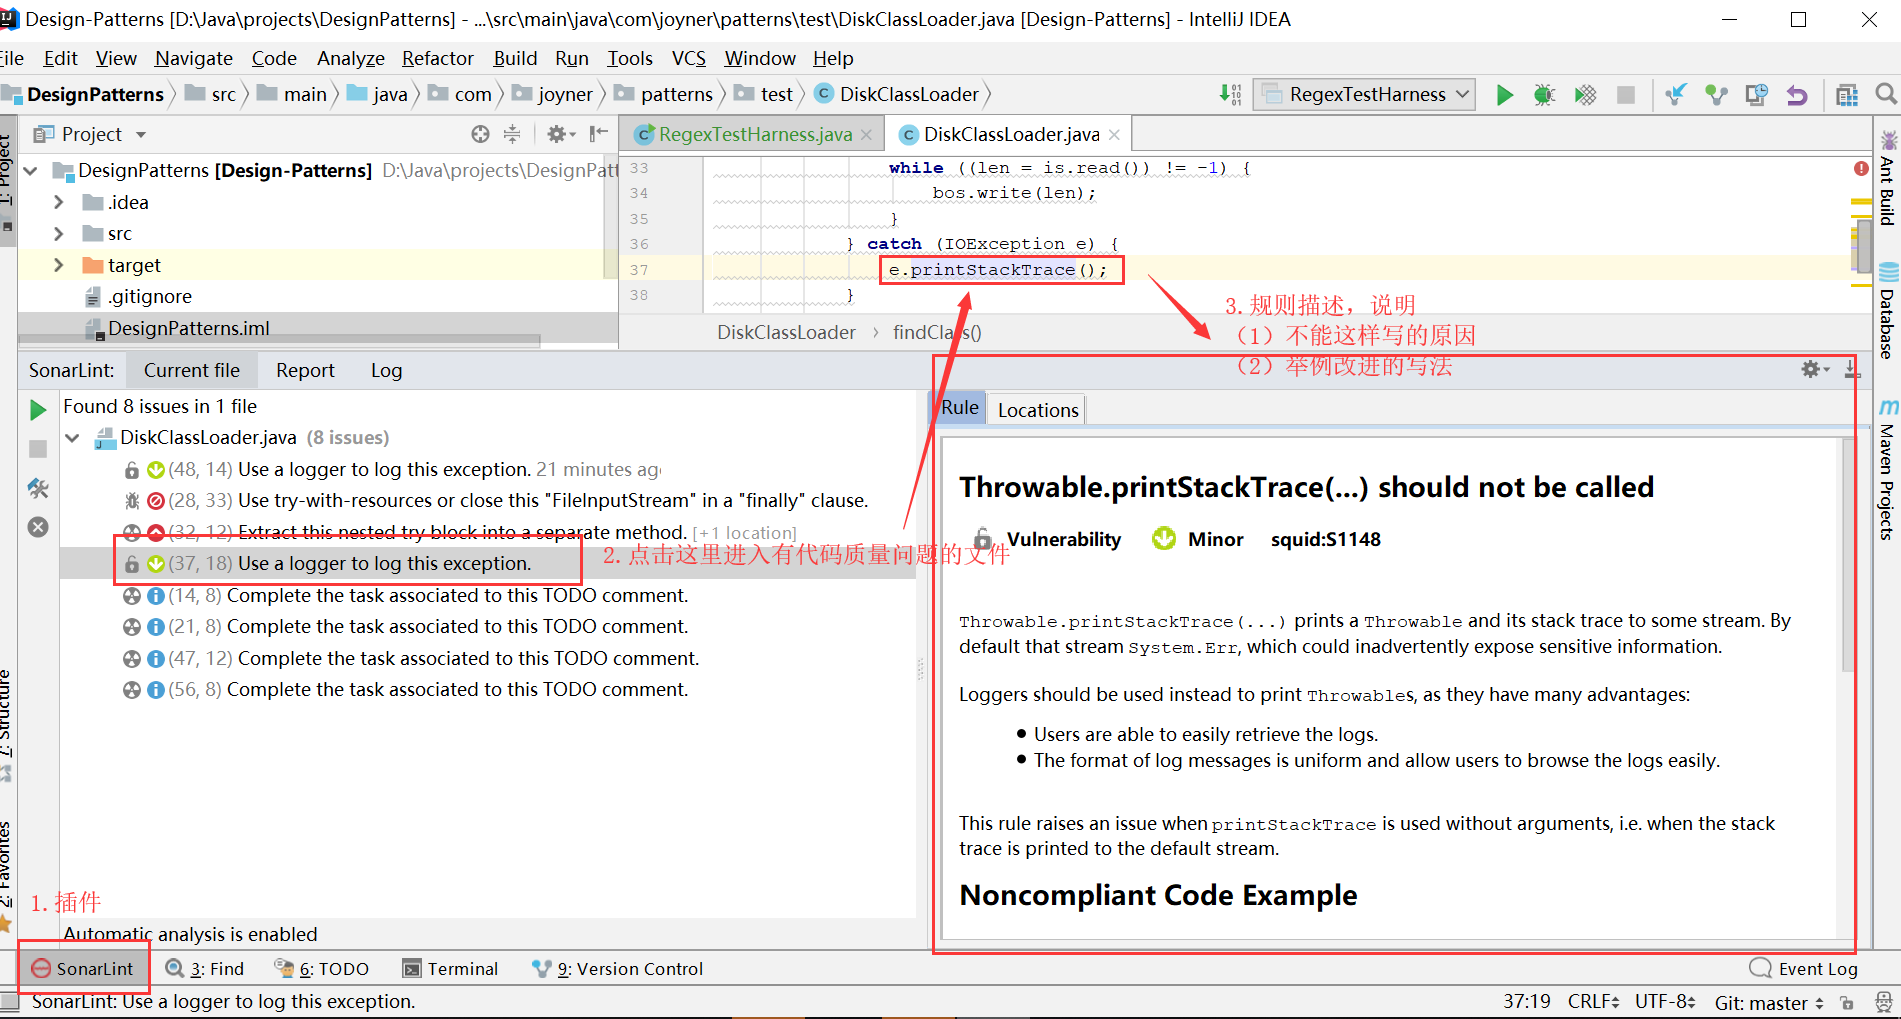 Design-Patterns [D:\Java\projects\DesignPatterns] - ...\src\main\java\com\joyner\patterns\test\DiskClassLoader.java [Design-Patterns] - IntelliJ IDEA
File Edit View Navigate Code Analyze Refactor Build Run Tools VCS Window Help
DesignPatterns src main java com joyner patterns test DiskClassLoader RegexTestHarness
Project
RegexTestHarness.java DiskClassLoader.java
1: Project
DesignPatterns [Design-Patterns] D:\Java\projects\DesignPatt
.idea
src
target
.gitignore
DesignPatterns.iml
33 while ((len = is.read()) != -1) {
34 bos.write(len);
35 }
36 } catch (IOException e) {
37 e.printStackTrace();
38 }
DiskClassLoader › findClass()
3.规则描述，说明
（1）不能这样写的原因
（2）举例改进的写法
Ant Build
Database
Maven Projects
SonarLint: Current file Report Log
Found 8 issues in 1 file
DiskClassLoader.java (8 issues)
(48, 14) Use a logger to log this exception. 21 minutes ago
(28, 33) Use try-with-resources or close this "FileInputStream" in a "finally" clause.
(32, 12) Extract this nested try block into a separate method. [+1 location]
(37, 18) Use a logger to log this exception.
2.点击这里进入有代码质量问题的文件
(14, 8) Complete the task associated to this TODO comment.
(21, 8) Complete the task associated to this TODO comment.
(47, 12) Complete the task associated to this TODO comment.
(56, 8) Complete the task associated to this TODO comment.
Rule Locations
Throwable.printStackTrace(...) should not be called
Vulnerability Minor squid:S1148
Throwable.printStackTrace(...) prints a Throwable and its stack trace to some stream. By
default that stream System.Err, which could inadvertently expose sensitive information.
Loggers should be used instead to print Throwables, as they have many advantages:
Users are able to easily retrieve the logs.
The format of log messages is uniform and allow users to browse the logs easily.
This rule raises an issue when printStackTrace is used without arguments, i.e. when the stack
trace is printed to the default stream.
Noncompliant Code Example
7: Structure
2: Favorites
1.插件
Automatic analysis is enabled
SonarLint 3: Find 6: TODO Terminal 9: Version Control Event Log
SonarLint: Use a logger to log this exception. 37:19 CRLF UTF-8 Git: master